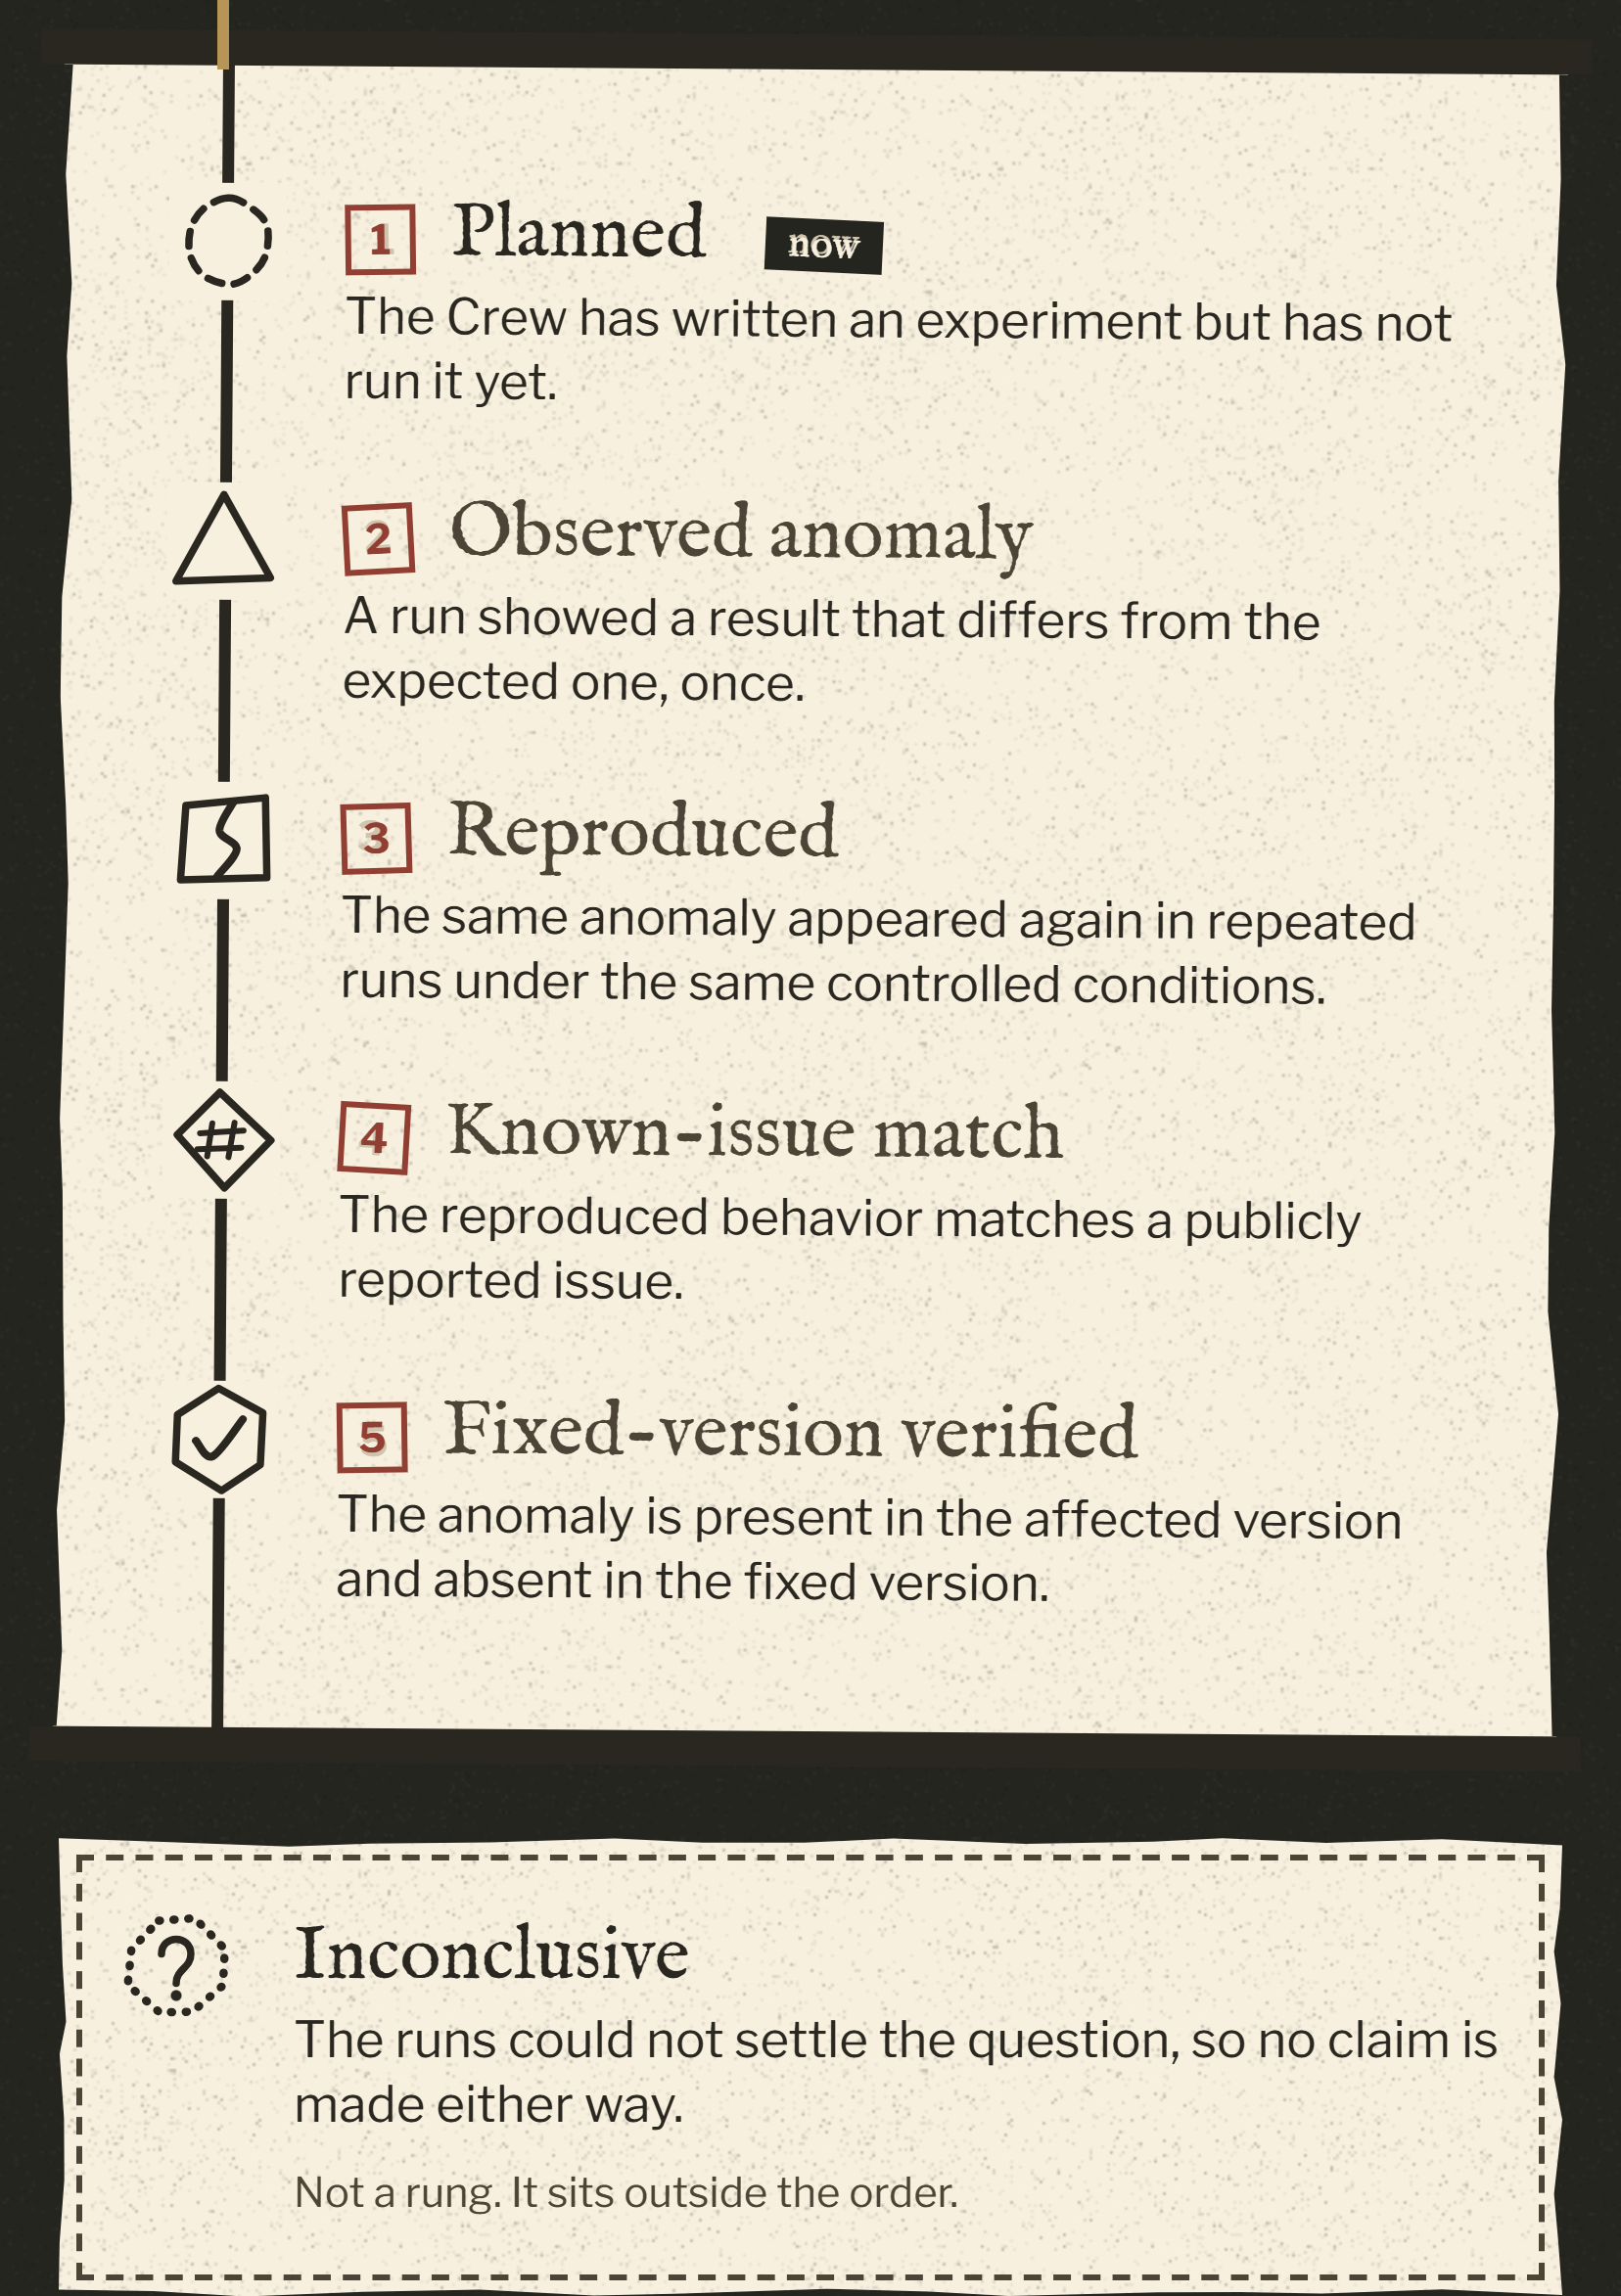 1 Planned now
The Crew has written an experiment but has not
run it yet.
2 Observed anomaly
A run showed a result that differs from the
expected one, once.
3 Reproduced
The same anomaly appeared again in repeated
runs under the same controlled conditions.
# 4 Known-issue match
The reproduced behavior matches a publicly
reported issue.
5 Fixed-version verified
The anomaly is present in the affected version
and absent in the fixed version.
? Inconclusive
The runs could not settle the question, so no claim is
made either way.
Not a rung. It sits outside the order.